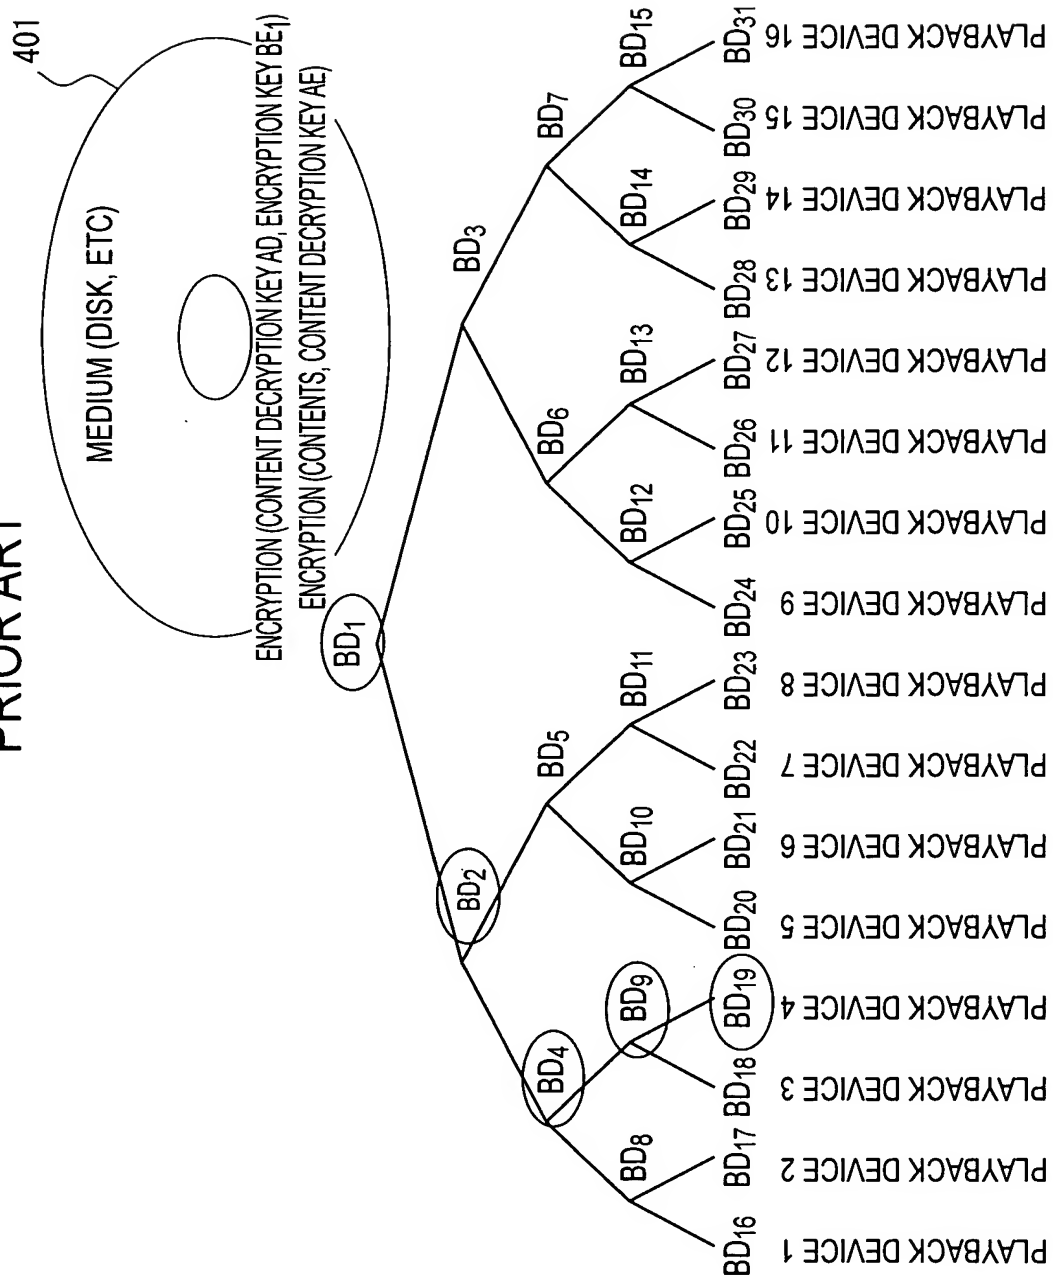 PRIOR ART
401
MEDIUM (DISK, ETC)
ENCRYPTION (CONTENT DECRYPTION KEY AD, ENCRYPTION KEY BE1)
ENCRYPTION (CONTENTS, CONTENT DECRYPTION KEY AE)
BD1
BD2
BD3
BD4
BD5
BD6
BD7
BD8
BD9
BD10
BD11
BD12
BD13
BD14
BD15
BD16
BD17
BD18
BD19
BD20
BD21
BD22
BD23
BD24
BD25
BD26
BD27
BD28
BD29
BD30
BD31
PLAYBACK DEVICE 1
PLAYBACK DEVICE 2
PLAYBACK DEVICE 3
PLAYBACK DEVICE 4
PLAYBACK DEVICE 5
PLAYBACK DEVICE 6
PLAYBACK DEVICE 7
PLAYBACK DEVICE 8
PLAYBACK DEVICE 9
PLAYBACK DEVICE 10
PLAYBACK DEVICE 11
PLAYBACK DEVICE 12
PLAYBACK DEVICE 13
PLAYBACK DEVICE 14
PLAYBACK DEVICE 15
PLAYBACK DEVICE 16